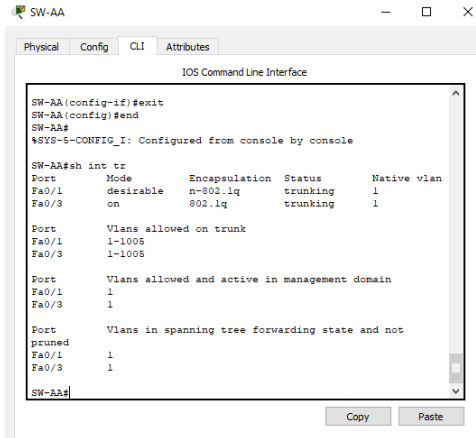 SW-AA
Physical Config CLI Attributes
IOS Command Line Interface
SW-AA(config-if)#exit
SW-AA(config)#end
SW-AA#
%SYS-5-CONFIG_I: Configured from console by console
SW-AA#sh int tr
Port Mode Encapsulation Status Native vlan
Fa0/1 desirable n-802.1q trunking 1
Fa0/3 on 802.1q trunking 1
Port Vlans allowed on trunk
Fa0/1 1-1005
Fa0/3 1-1005
Port Vlans allowed and active in management domain
Fa0/1 1
Fa0/3 1
Port Vlans in spanning tree forwarding state and not
pruned
Fa0/1 1
Fa0/3 1
SW-AA#
Copy Paste